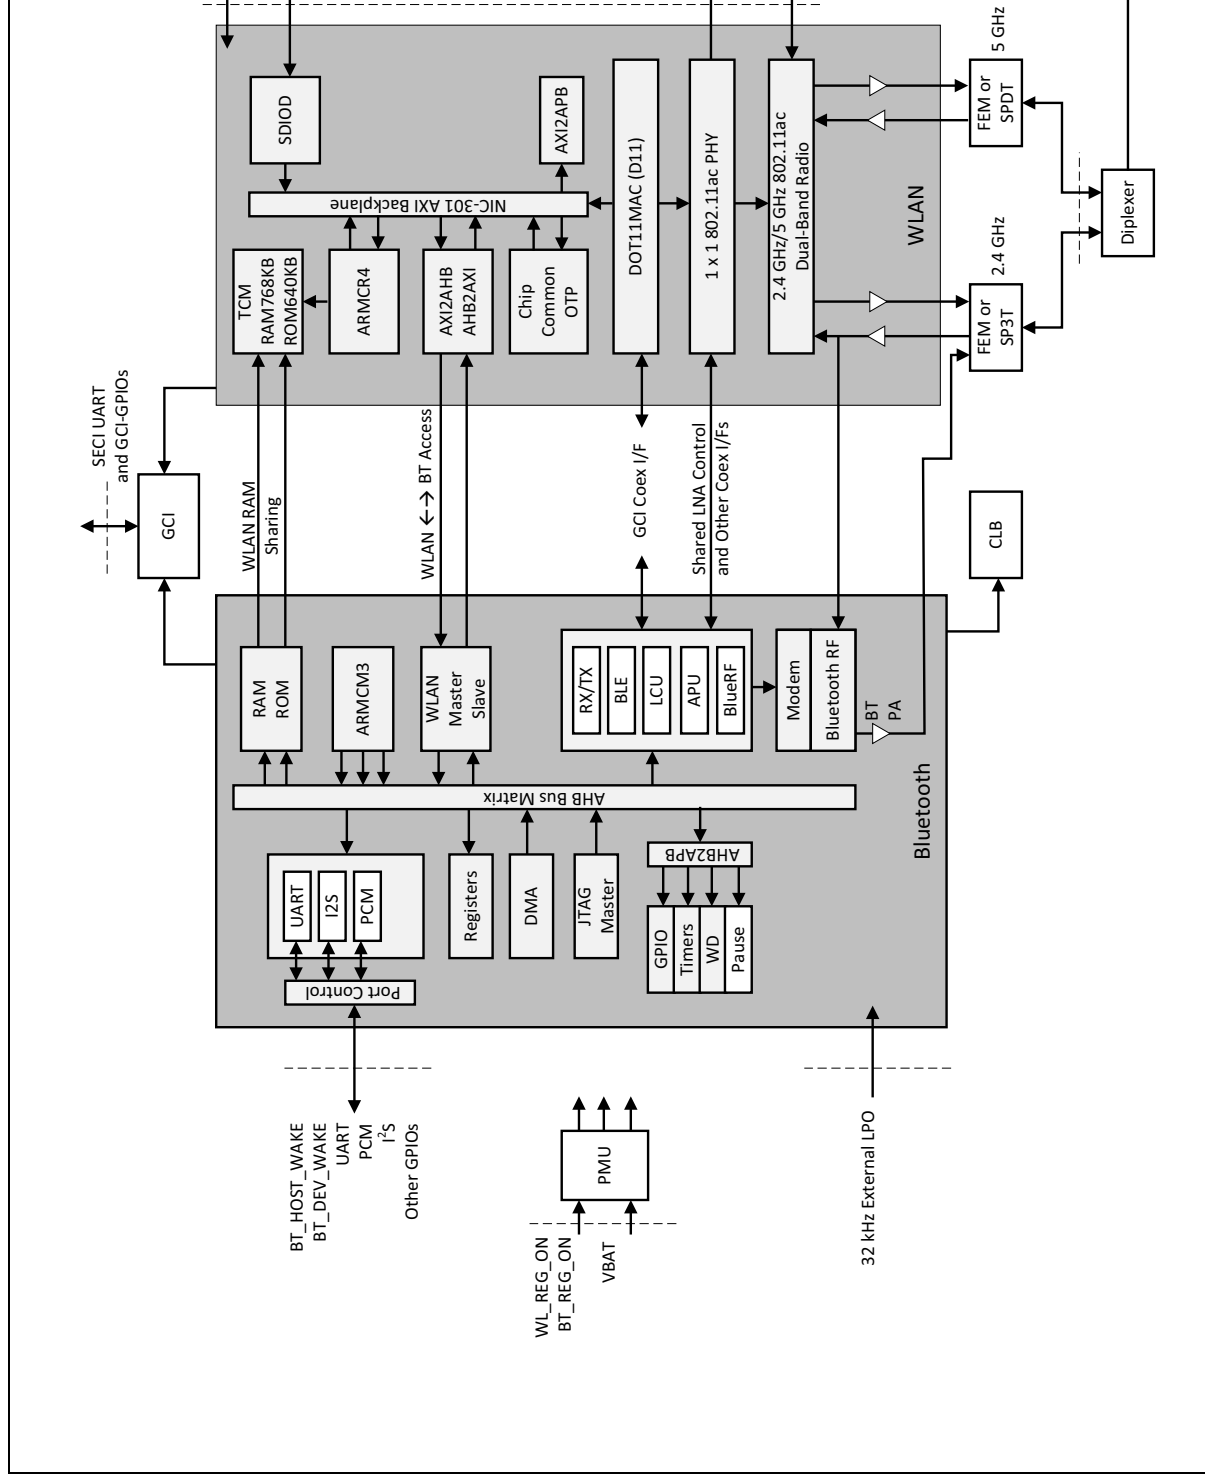 5 GHz
SDIOD
AXI2APB
NIC-301 AXI Backplane
DOT11MAC (D11)
1 x 1 802.11ac PHY
2.4 GHz/5 GHz 802.11ac
Dual-Band Radio
FEM or
SPDT
TCM
RAM768KB
ROM640KB
ARMCR4
AXI2AHB
AHB2AXI
Chip
Common
OTP
WLAN
2.4 GHz
FEM or
SP3T
Diplexer
SECI UART
and GCI-GPIOs
GCI
WLAN RAM
Sharing
WLAN ←→ BT Access
GCI Coex I/F
Shared LNA Control
and Other Coex I/Fs
CLB
RAM
ROM
ARMCM3
WLAN
Master
Slave
RX/TX
BLE
LCU
APU
BlueRF
Modem
Bluetooth RF
BT
PA
AHB Bus Matrix
Bluetooth
UART
I2S
PCM
Port Control
Registers
DMA
JTAG
Master
AHB2APB
GPIO
Timers
WD
Pause
BT_HOST_WAKE
BT_DEV_WAKE
UART
PCM
I²S
Other GPIOs
PMU
WL_REG_ON
BT_REG_ON
VBAT
32 kHz External LPO